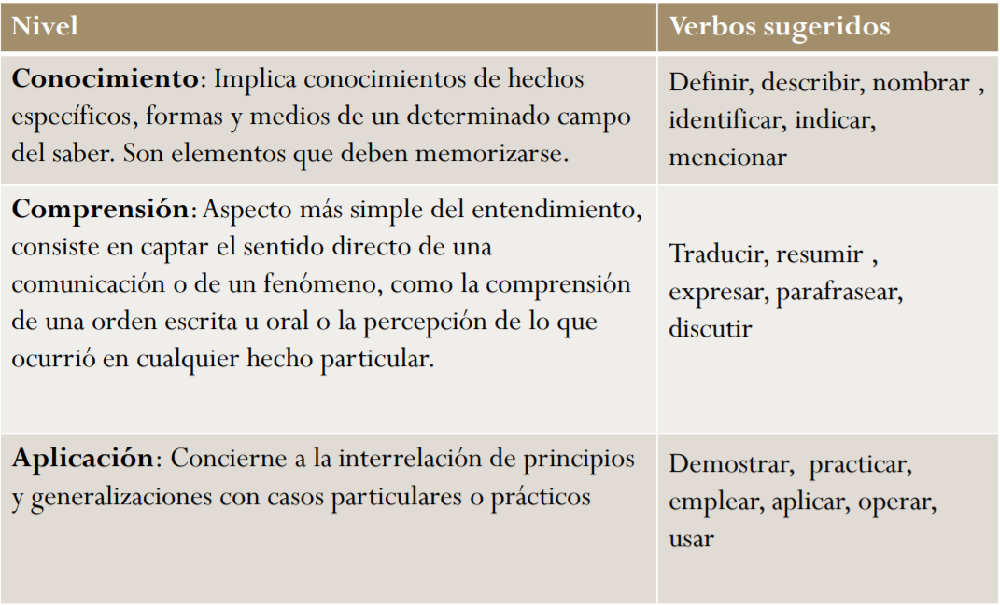 Nivel
Verbos sugeridos
Conocimiento: Implica conocimientos de hechos
específicos, formas y medios de un determinado campo
del saber. Son elementos que deben memorizarse.
Definir, describir, nombrar ,
identificar, indicar,
mencionar
Comprensión: Aspecto más simple del entendimiento,
consiste en captar el sentido directo de una
comunicación o de un fenómeno, como la comprensión
de una orden escrita u oral o la percepción de lo que
ocurrió en cualquier hecho particular.
Traducir, resumir ,
expresar, parafrasear,
discutir
Aplicación: Concierne a la interrelación de principios
y generalizaciones con casos particulares o prácticos
Demostrar, practicar,
emplear, aplicar, operar,
usar